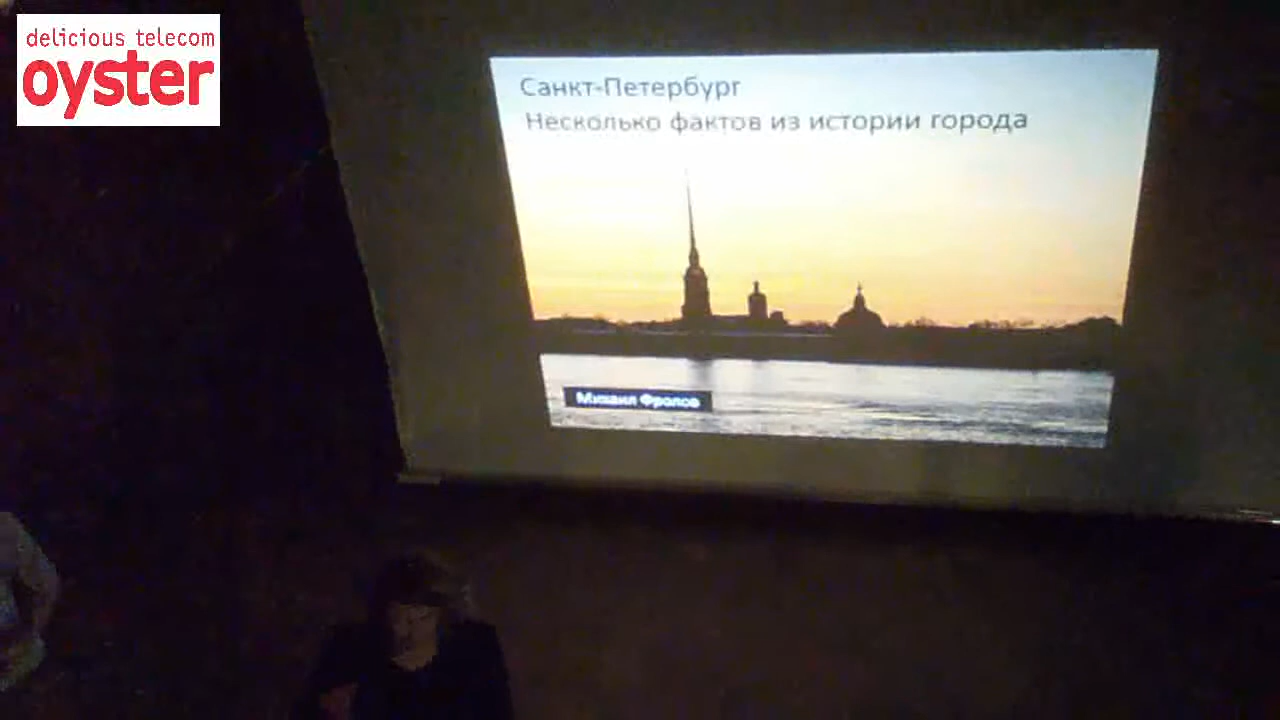 delicious telecom
oyster
Санкт-Петербург
Несколько фактов из истории города
Михаил Фролов